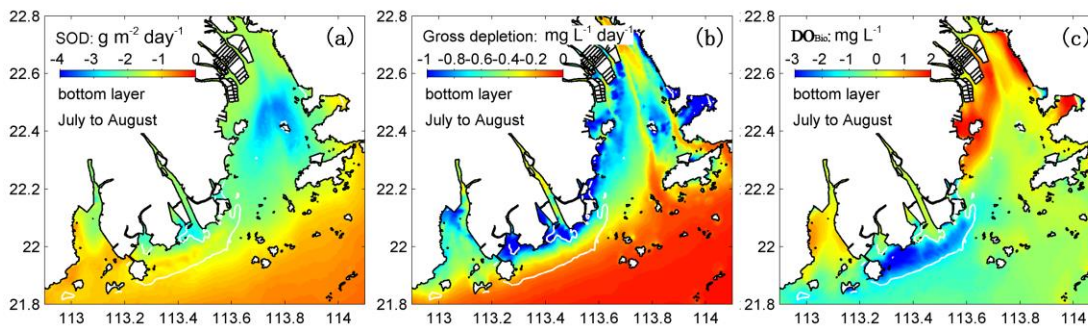 22.8
22.6
22.4
22.2
22
21.8
SOD: g m⁻² day⁻¹ (a)
-4 -3 -2 -1 0
bottom layer
July to August
113 113.2 113.4 113.6 113.8 114
22.8
22.6
22.4
22.2
22
21.8
Gross depletion: mg L⁻¹ day⁻¹ (b)
-1 -0.8-0.6-0.4-0.2 0
bottom layer
July to August
113 113.2 113.4 113.6 113.8 114
22.8
22.6
22.4
22.2
22
21.8
DO_Bio: mg L⁻¹ (c)
-3 -2 -1 0 1 2
bottom layer
July to August
113 113.2 113.4 113.6 113.8 114